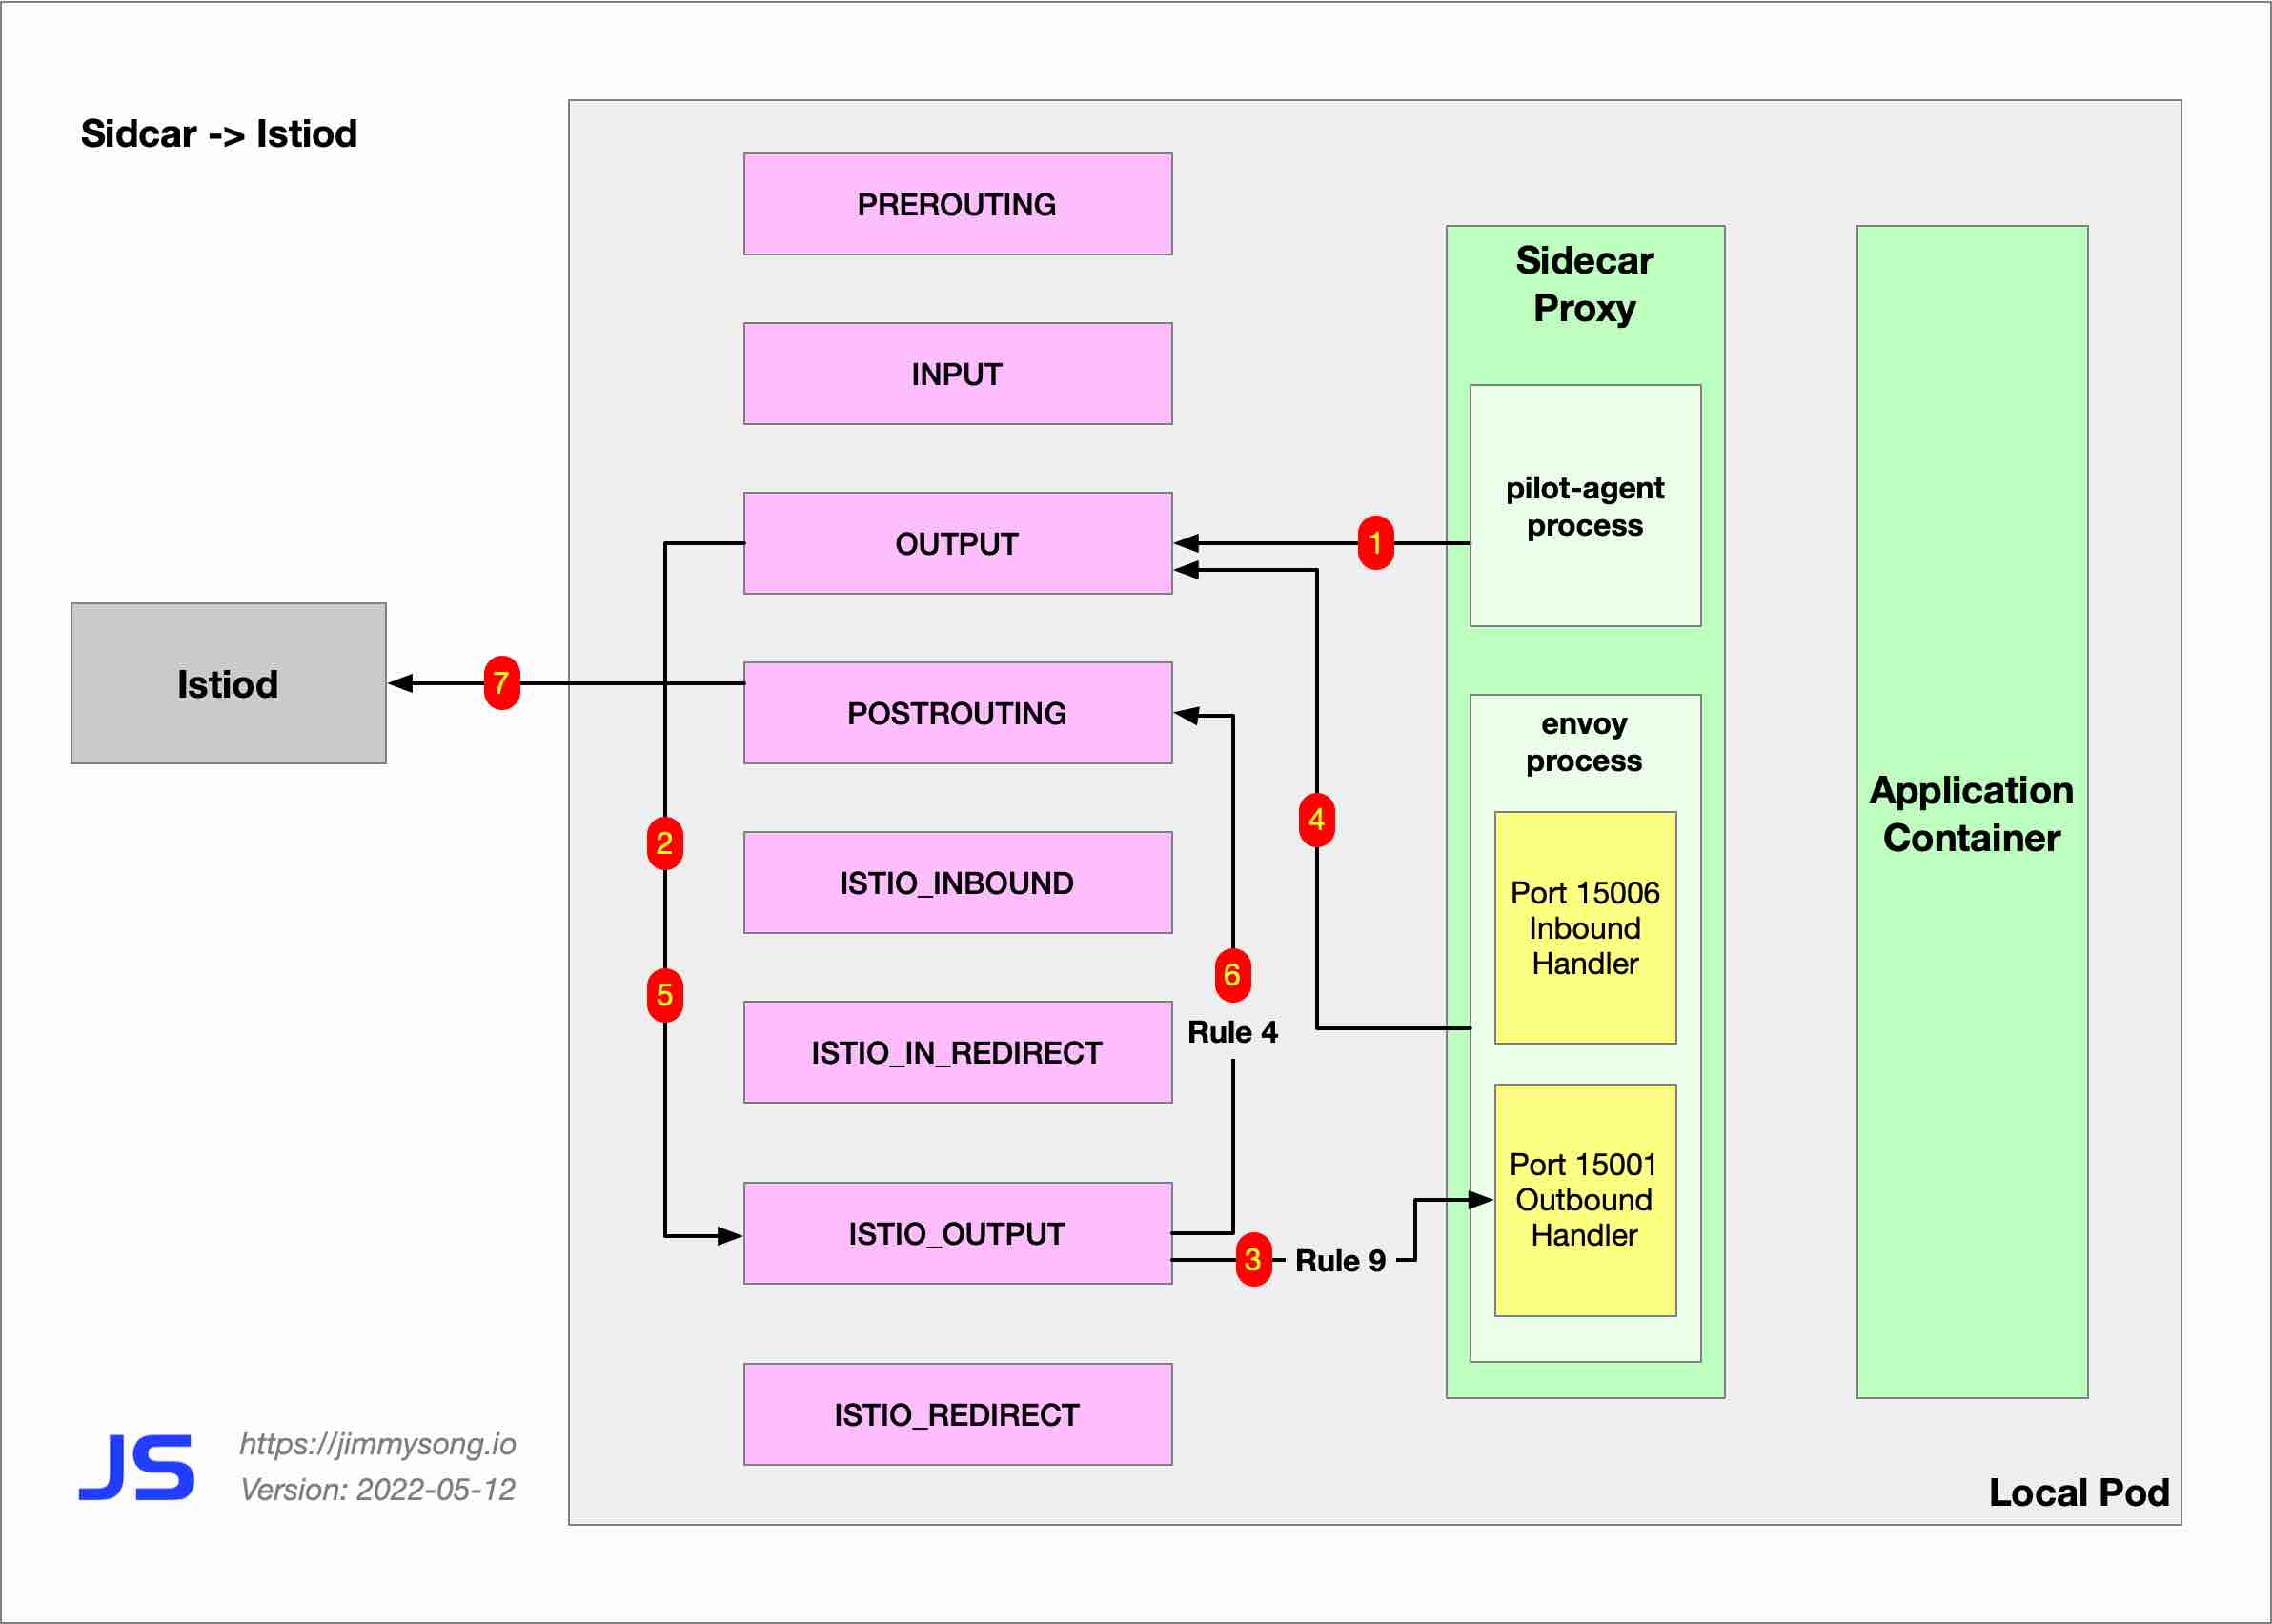 Sidcar -> Istiod
PREROUTING
INPUT
OUTPUT
POSTROUTING
ISTIO_INBOUND
ISTIO_IN_REDIRECT
ISTIO_OUTPUT
ISTIO_REDIRECT
Istiod
7
2
5
1
4
6
Rule 4
3
Rule 9
Sidecar
Proxy
pilot-agent
process
envoy
process
Port 15006
Inbound
Handler
Port 15001
Outbound
Handler
Application
Container
Local Pod
JS
https://jimmysong.io
Version: 2022-05-12